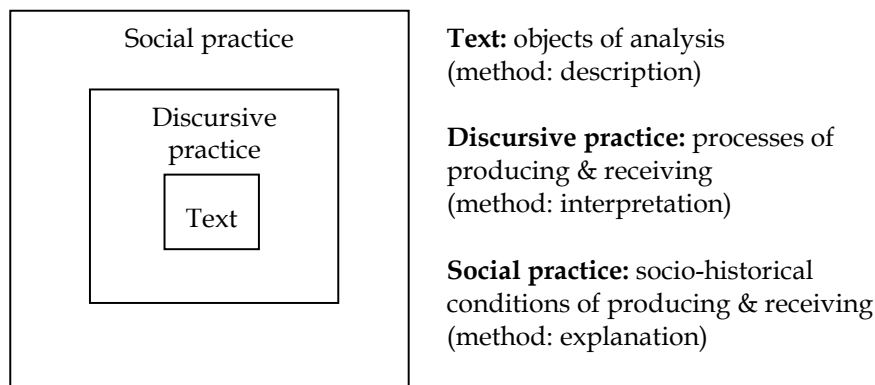 Social practice
Discursive
practice
Text
Text: objects of analysis
(method: description)
Discursive practice: processes of
producing & receiving
(method: interpretation)
Social practice: socio-historical
conditions of producing & receiving
(method: explanation)